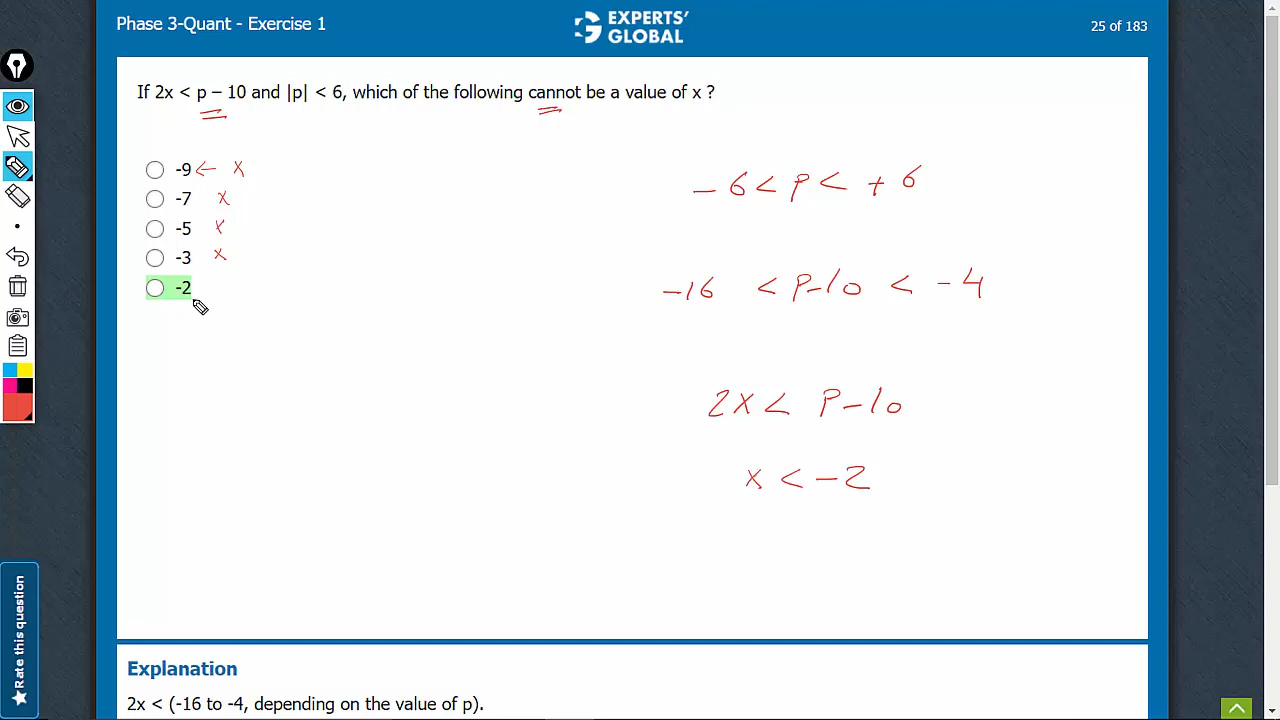 Phase 3-Quant - Exercise 1
EXPERTS’
GLOBAL
25 of 183
If 2x < p – 10 and |p| < 6, which of the following cannot be a value of x ?
-9 ← x
-7 x
-5 x
-3 x
-2
– 6 < p < + 6
–16 < P–10 < – 4
2x < P–10
x < –2
Rate this question
Explanation
2x < (-16 to -4, depending on the value of p).